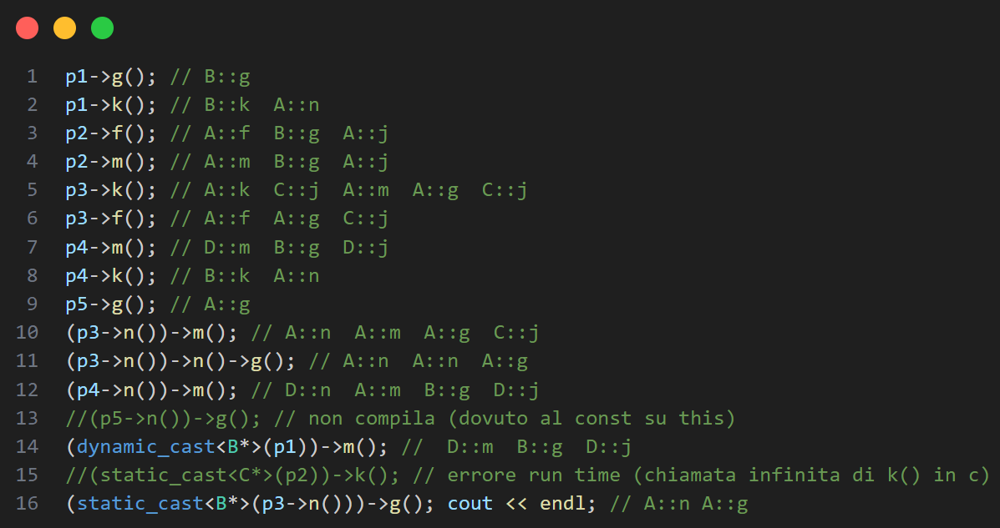 1 p1->g(); // B::g
2 p1->k(); // B::k  A::n
3 p2->f(); // A::f  B::g  A::j
4 p2->m(); // A::m  B::g  A::j
5 p3->k(); // A::k  C::j  A::m  A::g  C::j
6 p3->f(); // A::f  A::g  C::j
7 p4->m(); // D::m  B::g  D::j
8 p4->k(); // B::k  A::n
9 p5->g(); // A::g
10 (p3->n())->m(); // A::n  A::m  A::g  C::j
11 (p3->n())->n()->g(); // A::n  A::n  A::g
12 (p4->n())->m(); // D::n  A::m  B::g  D::j
13 //(p5->n())->g(); // non compila (dovuto al const su this)
14 (dynamic_cast<B*>(p1))->m(); //  D::m  B::g  D::j
15 //(static_cast<C*>(p2))->k(); // errore run time (chiamata infinita di k() in c)
16 (static_cast<B*>(p3->n()))->g(); cout << endl; // A::n A::g